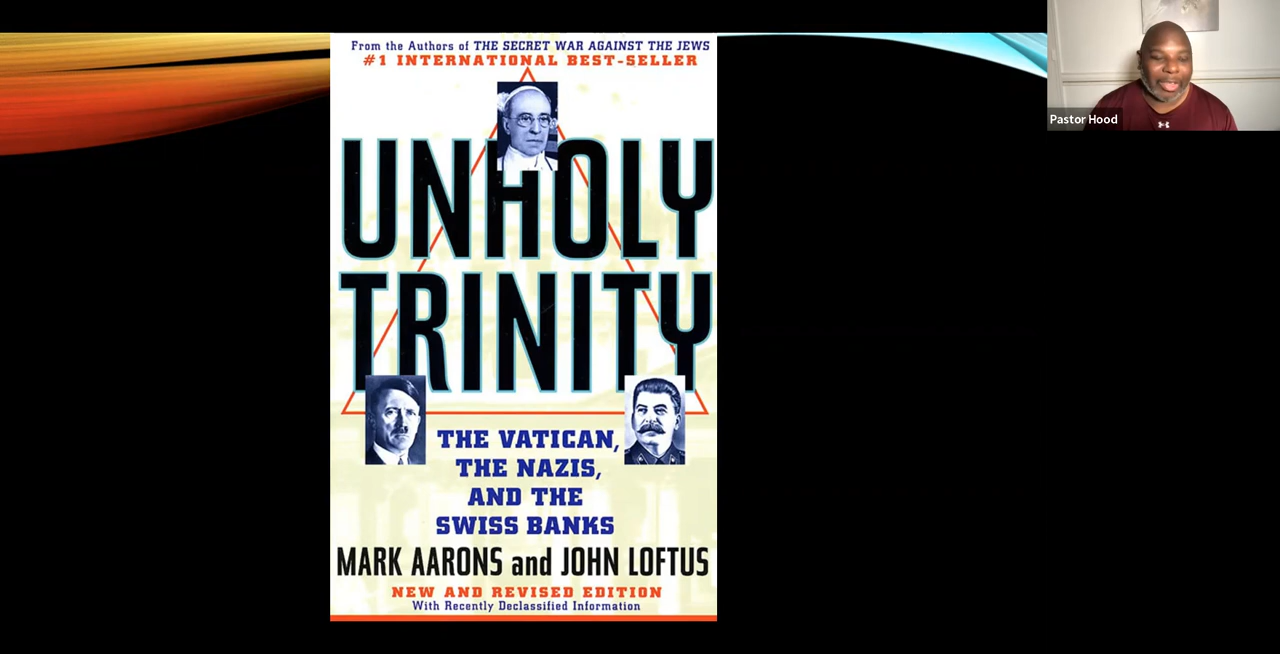 From the Authors of THE SECRET WAR AGAINST THE JEWS
#1 INTERNATIONAL BEST-SELLER
UNHOLY
TRINITY
THE VATICAN,
THE NAZIS,
AND THE
SWISS BANKS
MARK AARONS and JOHN LOFTUS
NEW AND REVISED EDITION
With Recently Declassified Information
Pastor Hood